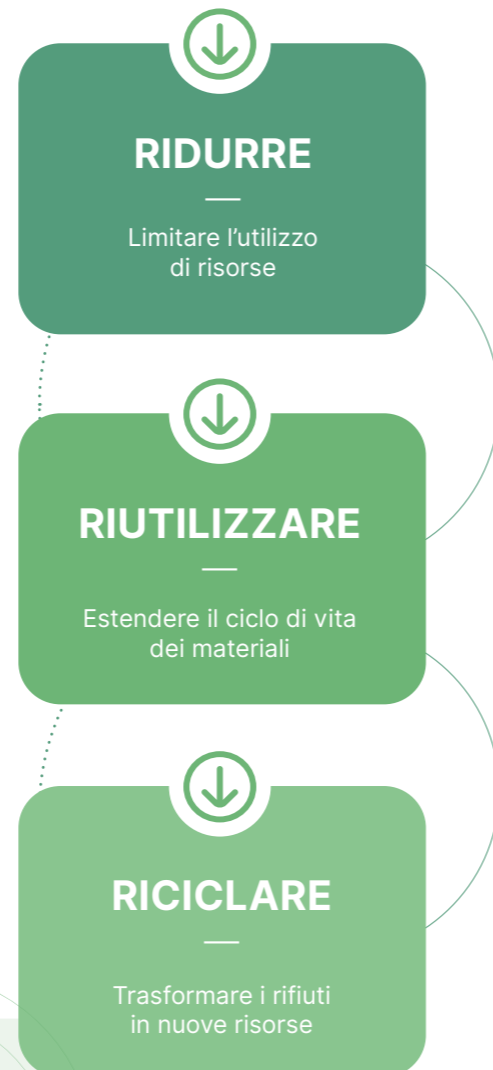 RIDURRE
Limitare l’utilizzo
di risorse
RIUTILIZZARE
Estendere il ciclo di vita
dei materiali
RICICLARE
Trasformare i rifiuti
in nuove risorse